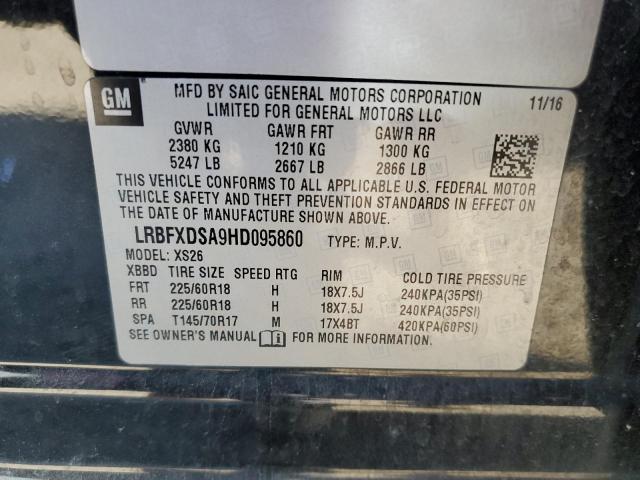 GM
MFD BY SAIC GENERAL MOTORS CORPORATION 11/16
LIMITED FOR GENERAL MOTORS LLC
GVWR GAWR FRT GAWR RR
2380 KG 1210 KG 1300 KG
5247 LB 2667 LB 2866 LB
THIS VEHICLE CONFORMS TO ALL APPLICABLE U.S. FEDERAL MOTOR
VEHICLE SAFETY AND THEFT PREVENTION STANDARDS IN EFFECT ON
THE DATE OF MANUFACTURE SHOWN ABOVE.
LRBFXDSA9HD095860 TYPE: M.P.V.
MODEL: XS26
XBBD TIRE SIZE SPEED RTG RIM COLD TIRE PRESSURE
FRT 225/60R18 H 18X7.5J 240KPA(35PSI)
RR 225/60R18 H 18X7.5J 240KPA(35PSI)
SPA T145/70R17 M 17X4BT 420KPA(60PSI)
SEE OWNER'S MANUAL i FOR MORE INFORMATION.